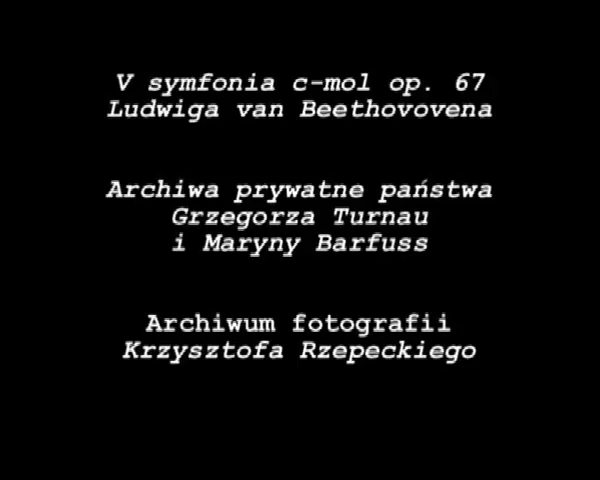 V symfonia c-mol op. 67
Ludwiga van Beethovovena
Archiwa prywatne państwa
Grzegorza Turnau
i Maryny Barfuss
Archiwum fotografii
Krzysztofa Rzepeckiego